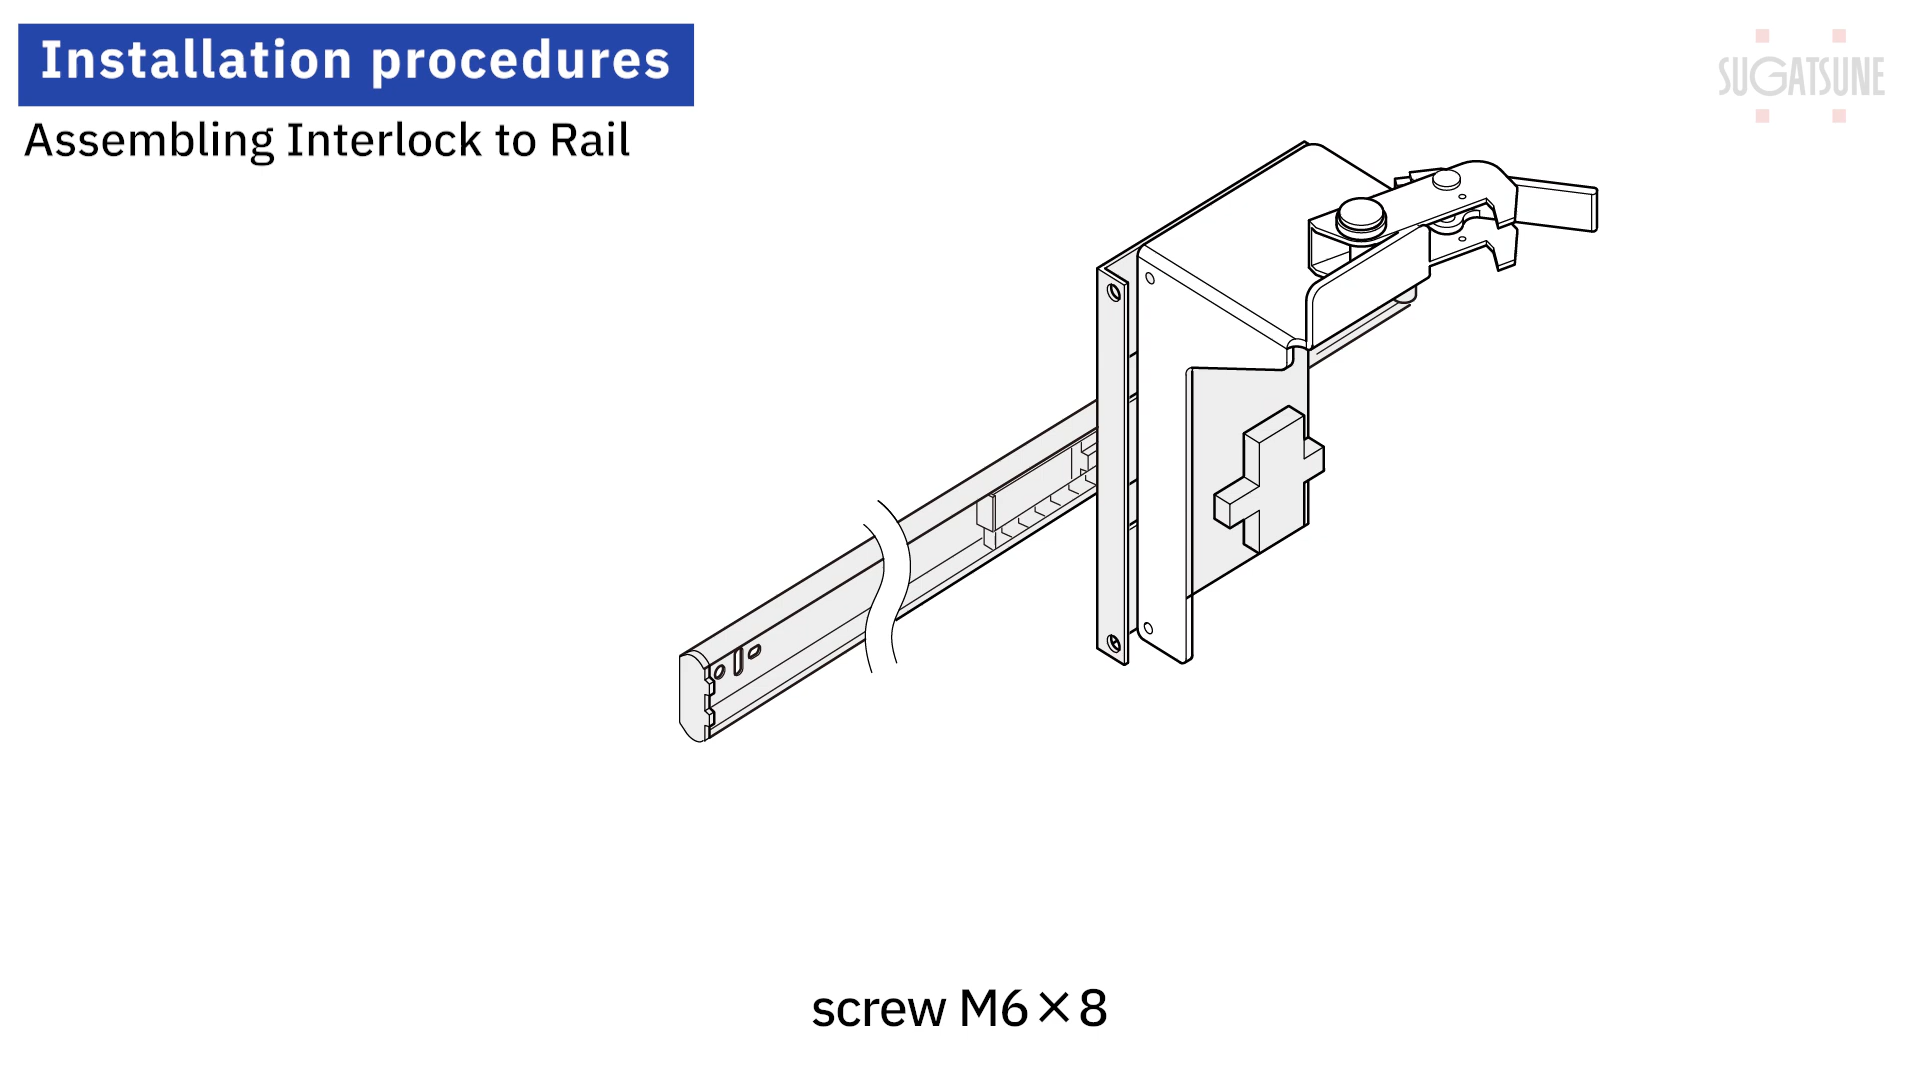 Installation procedures
SUGATSUNE
Assembling Interlock to Rail
screw M6×8